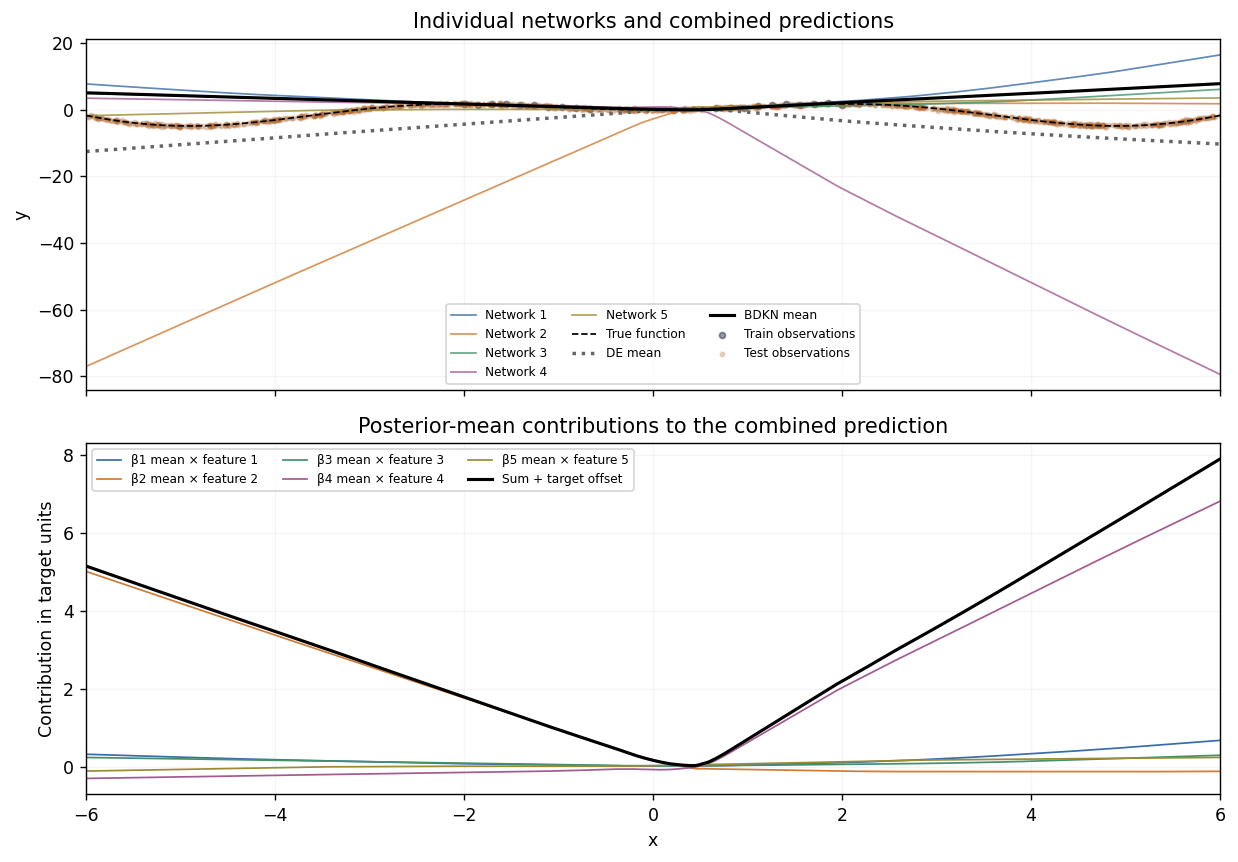 Individual networks and combined predictions
20
0
−20
−40
−60
−80
y
Network 1 Network 5 BDKN mean
Network 2 True function Train observations
Network 3 DE mean Test observations
Network 4
Posterior-mean contributions to the combined prediction
β1 mean × feature 1 β3 mean × feature 3 β5 mean × feature 5
β2 mean × feature 2 β4 mean × feature 4 Sum + target offset
8
6
4
2
0
Contribution in target units
−6 −4 −2 0 2 4 6
x